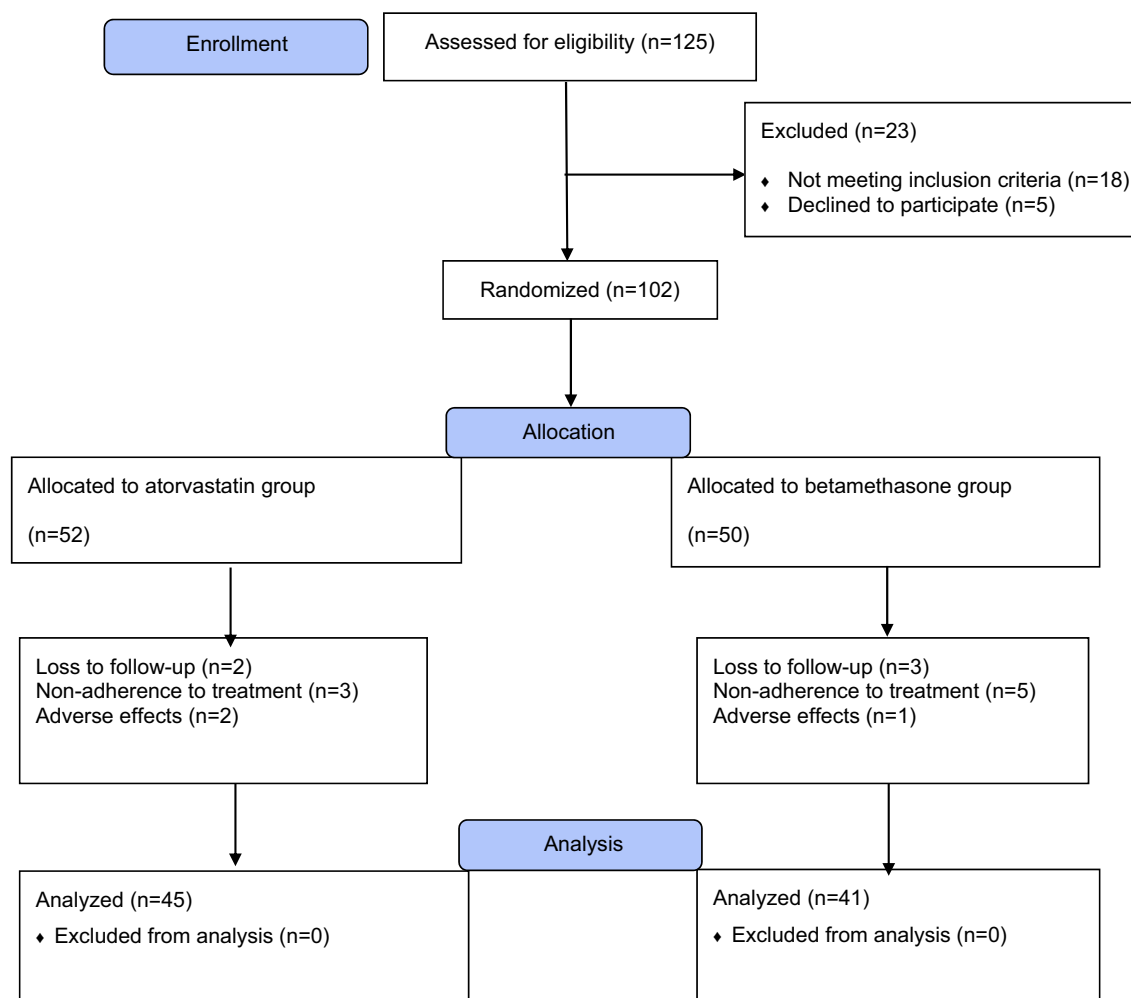 Enrollment
Assessed for eligibility (n=125)
Excluded (n=23)
♦ Not meeting inclusion criteria (n=18)
♦ Declined to participate (n=5)
Randomized (n=102)
Allocation
Allocated to atorvastatin group
(n=52)
Allocated to betamethasone group
(n=50)
Loss to follow-up (n=2)
Non-adherence to treatment (n=3)
Adverse effects (n=2)
Loss to follow-up (n=3)
Non-adherence to treatment (n=5)
Adverse effects (n=1)
Analysis
Analyzed (n=45)
♦ Excluded from analysis (n=0)
Analyzed (n=41)
♦ Excluded from analysis (n=0)